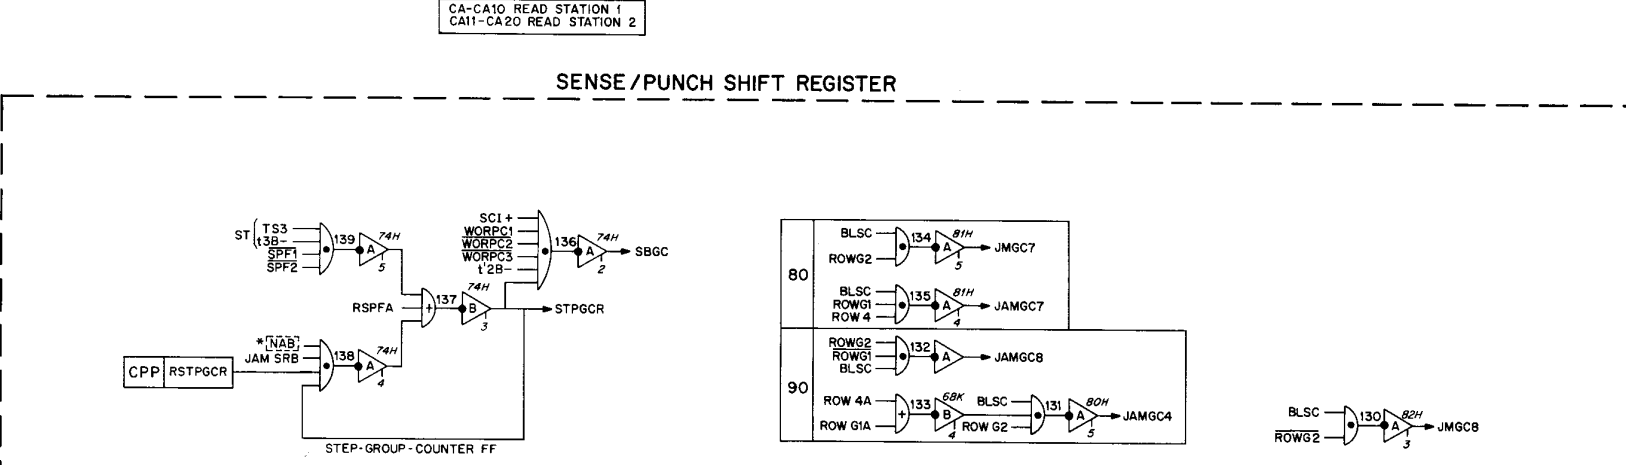 CA-CA10 READ STATION 1
CA11-CA20 READ STATION 2
SENSE/PUNCH SHIFT REGISTER
ST
TS3
t3B-
SPF1
SPF2
139
A
74H
5
SCI+
WORPC1
WORPC2
WORPC3
t'2B-
136
A
74H
2
SBGC
RSPFA
+
137
B
74H
3
STPGCR
* NAB
JAM SRB
138
A
74H
4
CPP RSTPGCR
STEP-GROUP-COUNTER FF
80
BLSC
ROWG2
134
A
81H
5
JMGC7
BLSC
ROWG1
ROW 4
135
A
81H
4
JAMGC7
90
ROWG2
ROWG1
BLSC
132
A
JAMGC8
ROW 4A
ROW G1A
+
133
B
68K
4
BLSC
ROW G2
131
A
80H
5
JAMGC4
BLSC
ROWG2
130
A
82H
3
JMGC8